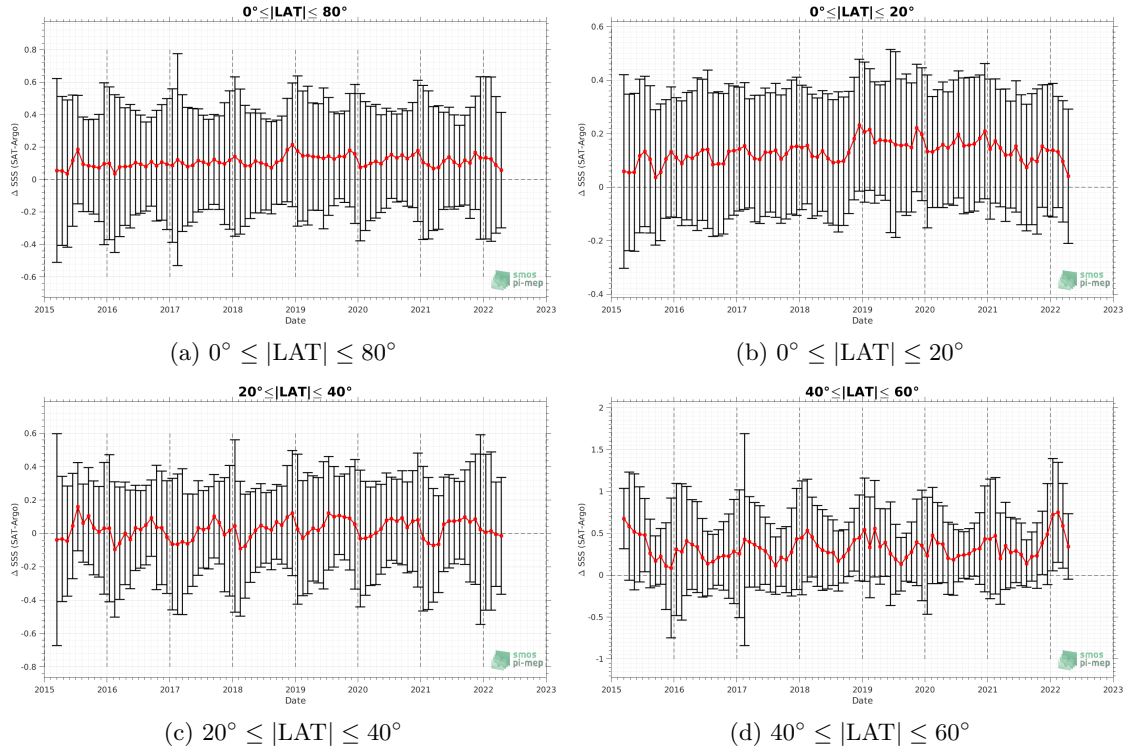 0°≤|LAT|≤ 80°
Δ SSS (SAT-Argo)
0.8
0.6
0.4
0.2
0
-0.2
-0.4
-0.6
2015 2016 2017 2018 2019 2020 2021 2022 2023
Date
smos
pi-mep
(a) 0° ≤ |LAT| ≤ 80°
0°≤|LAT|≤ 20°
Δ SSS (SAT-Argo)
0.6
0.4
0.2
0
-0.2
-0.4
2015 2016 2017 2018 2019 2020 2021 2022 2023
Date
smos
pi-mep
(b) 0° ≤ |LAT| ≤ 20°
20°≤|LAT|≤ 40°
Δ SSS (SAT-Argo)
0.6
0.4
0.2
0
-0.2
-0.4
-0.6
-0.8
2015 2016 2017 2018 2019 2020 2021 2022 2023
Date
smos
pi-mep
(c) 20° ≤ |LAT| ≤ 40°
40°≤|LAT|≤ 60°
Δ SSS (SAT-Argo)
2
1.5
1
0.5
0
-0.5
-1
2015 2016 2017 2018 2019 2020 2021 2022 2023
Date
smos
pi-mep
(d) 40° ≤ |LAT| ≤ 60°